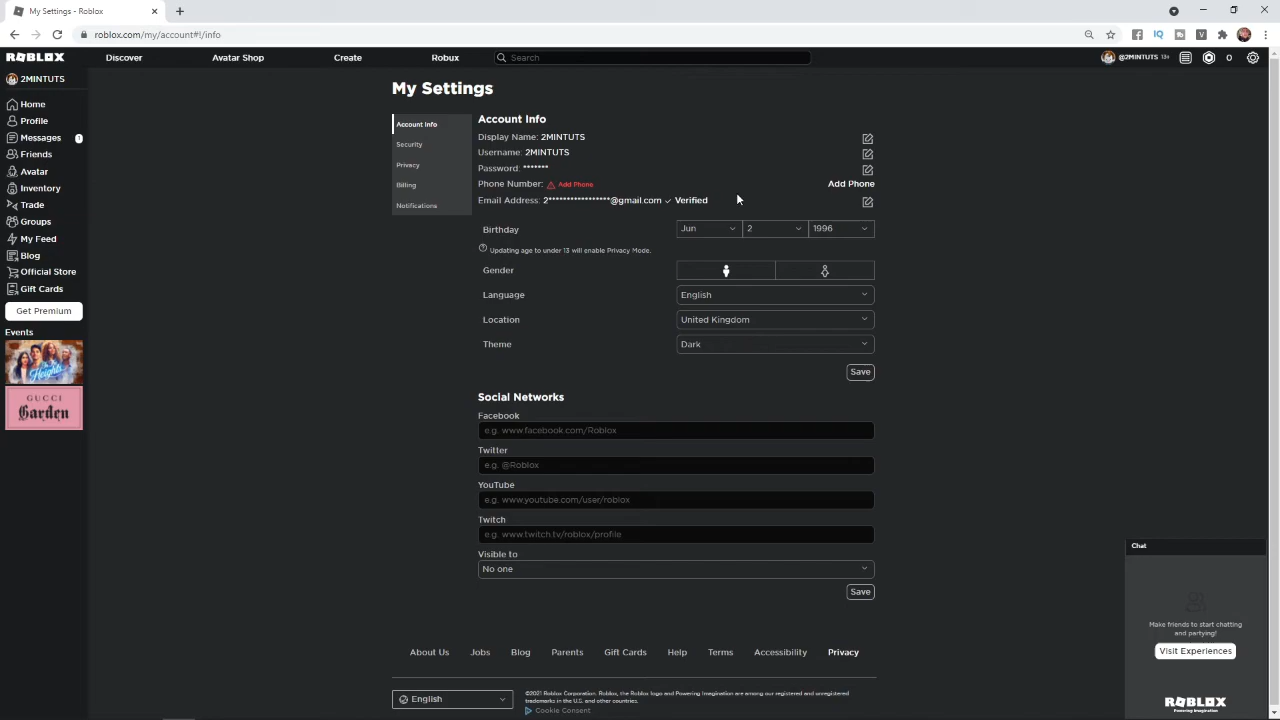 My Settings - Roblox
roblox.com/my/account#!/info
ROBLOX
Discover
Avatar Shop
Create
Robux
Search
@2MINTUTS 13+
0
2MINTUTS
Home
Profile
Messages 1
Friends
Avatar
Inventory
Trade
Groups
My Feed
Blog
Official Store
Gift Cards
Get Premium
Events
Heights
GUCCI
Garden
My Settings
Account Info
Security
Privacy
Billing
Notifications
Account Info
Display Name: 2MINTUTS
Username: 2MINTUTS
Password: *******
Phone Number: Add Phone Add Phone
Email Address: 2*****************@gmail.com Verified
Birthday Jun 2 1996
Updating age to under 13 will enable Privacy Mode.
Gender
Language English
Location United Kingdom
Theme Dark
Save
Social Networks
Facebook
e.g. www.facebook.com/Roblox
Twitter
e.g. @Roblox
YouTube
e.g. www.youtube.com/user/roblox
Twitch
e.g. www.twitch.tv/roblox/profile
Visible to
No one
Save
Chat
Make friends to start chatting
and partying!
Visit Experiences
ROBLOX
Powering Imagination
About Us
Jobs
Blog
Parents
Gift Cards
Help
Terms
Accessibility
Privacy
English
©2021 Roblox Corporation. Roblox, the Roblox logo and Powering Imagination are among our registered and unregistered
trademarks in the U.S. and other countries.
Cookie Consent